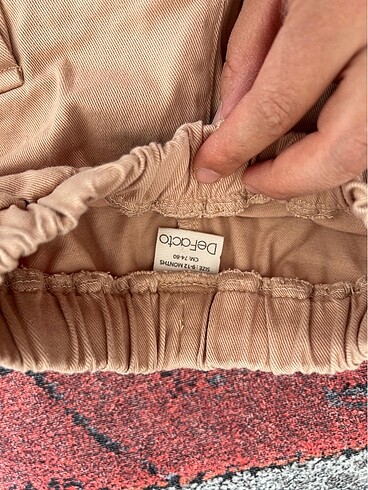 DeFacto
SIZE: 9-12 MONTHS
CM: 74-80